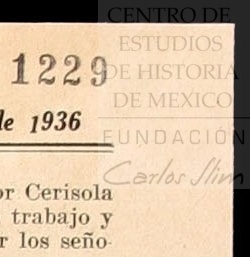 CENTRO DE
ESTUDIOS
DE HISTORIA
DE MEXICO
FUNDACIÓN
Carlos Slim
1229
de 1936
or Cerisola
trabajo y
r los seño-